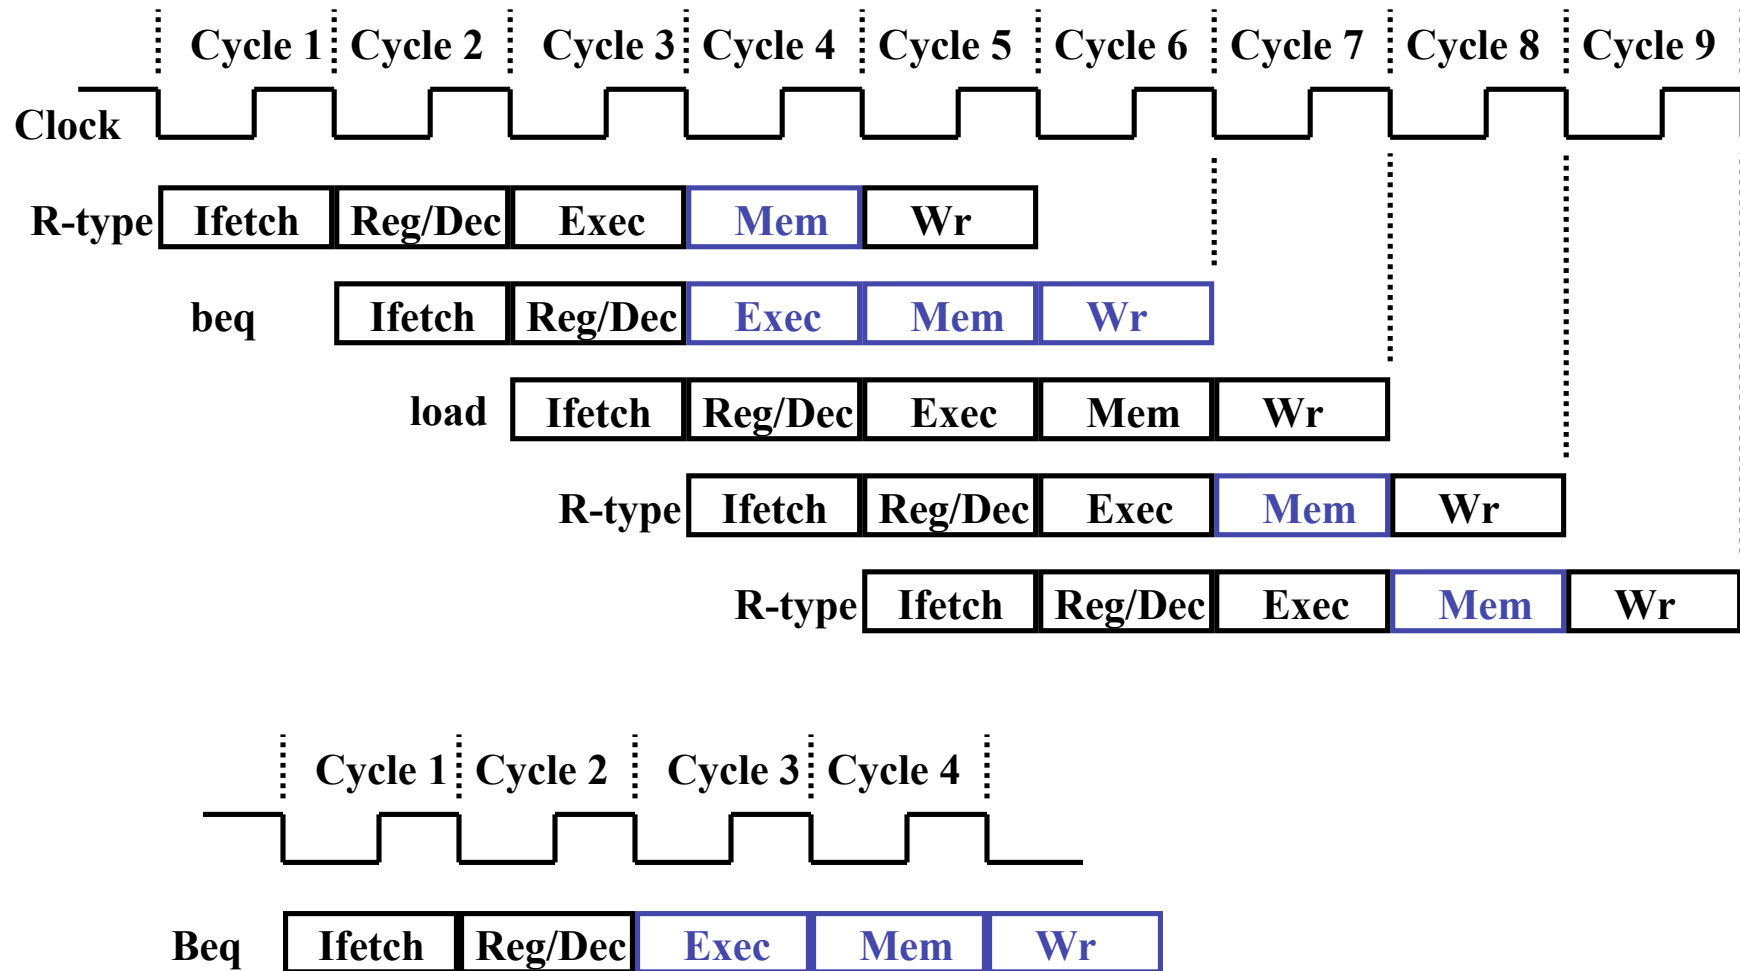 Cycle 1 Cycle 2 Cycle 3 Cycle 4 Cycle 5 Cycle 6 Cycle 7 Cycle 8 Cycle 9
Clock
R-type Ifetch Reg/Dec Exec Mem Wr
beq Ifetch Reg/Dec Exec Mem Wr
load Ifetch Reg/Dec Exec Mem Wr
R-type Ifetch Reg/Dec Exec Mem Wr
R-type Ifetch Reg/Dec Exec Mem Wr
Cycle 1 Cycle 2 Cycle 3 Cycle 4
Beq Ifetch Reg/Dec Exec Mem Wr